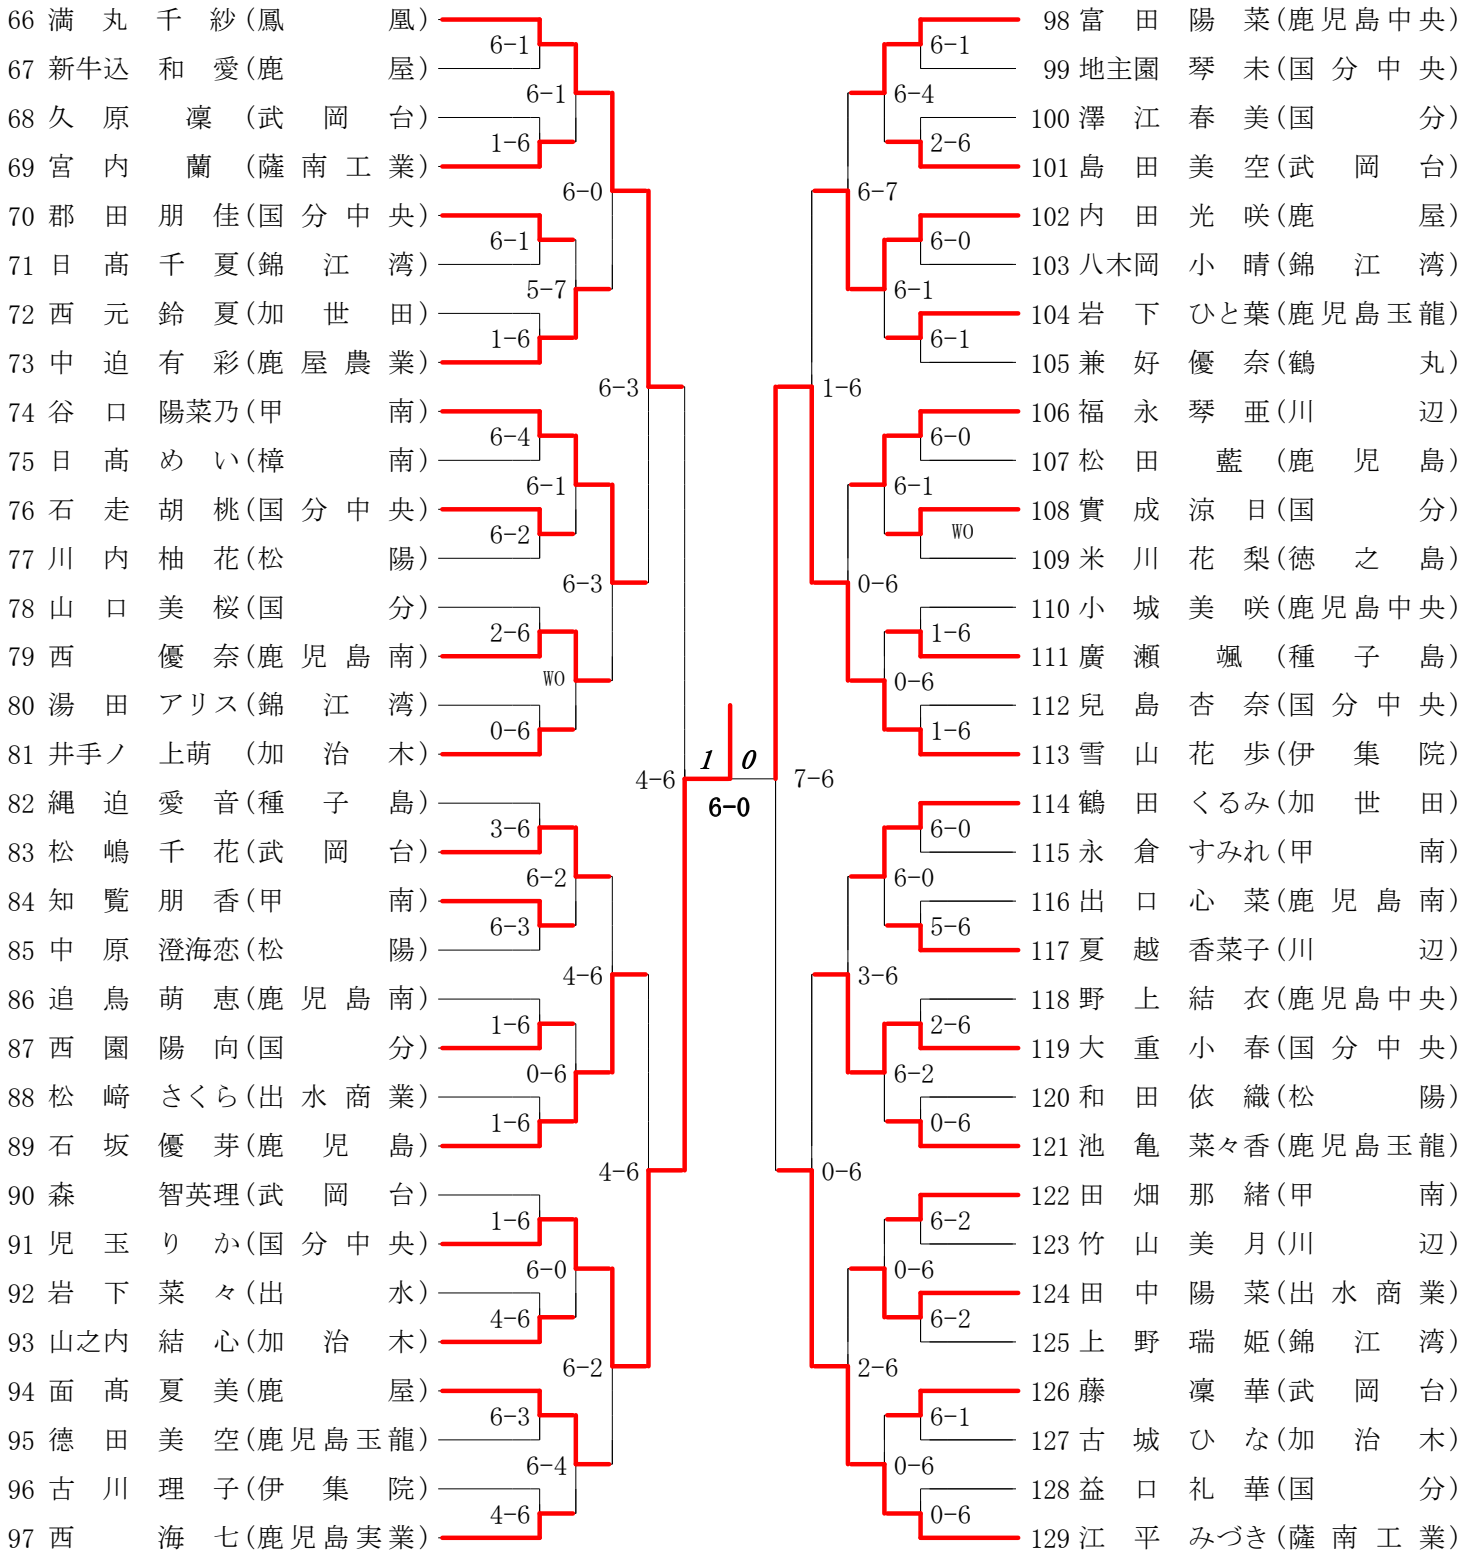 66 満丸千紗(鳳凰)
6-1
67 新牛込和愛(鹿屋)
6-1
68 久原凜(武岡台)
1-6
69 宮内蘭(薩南工業)
6-0
70 郡田朋佳(国分中央)
6-1
71 日髙千夏(錦江湾)
5-7
72 西元鈴夏(加世田)
1-6
73 中迫有彩(鹿屋農業)
6-3
74 谷口陽菜乃(甲南)
6-4
75 日髙めい(樟南)
6-1
76 石走胡桃(国分中央)
6-2
77 川内柚花(松陽)
6-3
78 山口美桜(国分)
2-6
79 西優奈(鹿児島南)
WO
80 湯田アリス(錦江湾)
0-6
81 井手ノ上萌(加治木)
4-6
82 縄迫愛音(種子島)
3-6
83 松嶋千花(武岡台)
6-2
84 知覧朋香(甲南)
6-3
85 中原澄海恋(松陽)
4-6
86 追鳥萌恵(鹿児島南)
1-6
87 西園陽向(国分)
0-6
88 松﨑さくら(出水商業)
1-6
89 石坂優芽(鹿児島)
4-6
90 森智英理(武岡台)
1-6
91 児玉りか(国分中央)
6-0
92 岩下菜々(出水)
4-6
93 山之内結心(加治木)
6-2
94 面髙夏美(鹿屋)
6-3
95 德田美空(鹿児島玉龍)
6-4
96 古川理子(伊集院)
4-6
97 西海七(鹿児島実業)
1 0
6-0
98 富田陽菜(鹿児島中央)
6-1
99 地主園琴未(国分中央)
6-4
100 澤江春美(国分)
2-6
101 島田美空(武岡台)
6-7
102 内田光咲(鹿屋)
6-0
103 八木岡小晴(錦江湾)
6-1
104 岩下ひと葉(鹿児島玉龍)
6-1
105 兼好優奈(鶴丸)
1-6
106 福永琴亜(川辺)
6-0
107 松田藍(鹿児島)
6-1
108 實成涼日(国分)
WO
109 米川花梨(徳之島)
0-6
110 小城美咲(鹿児島中央)
1-6
111 廣瀬颯(種子島)
0-6
112 兒島杏奈(国分中央)
1-6
113 雪山花歩(伊集院)
7-6
114 鶴田くるみ(加世田)
6-0
115 永倉すみれ(甲南)
6-0
116 出口心菜(鹿児島南)
5-6
117 夏越香菜子(川辺)
3-6
118 野上結衣(鹿児島中央)
2-6
119 大重小春(国分中央)
6-2
120 和田依織(松陽)
0-6
121 池亀菜々香(鹿児島玉龍)
0-6
122 田畑那緒(甲南)
6-2
123 竹山美月(川辺)
0-6
124 田中陽菜(出水商業)
6-2
125 上野瑞姫(錦江湾)
2-6
126 藤凜華(武岡台)
6-1
127 古城ひな(加治木)
0-6
128 益口礼華(国分)
0-6
129 江平みづき(薩南工業)